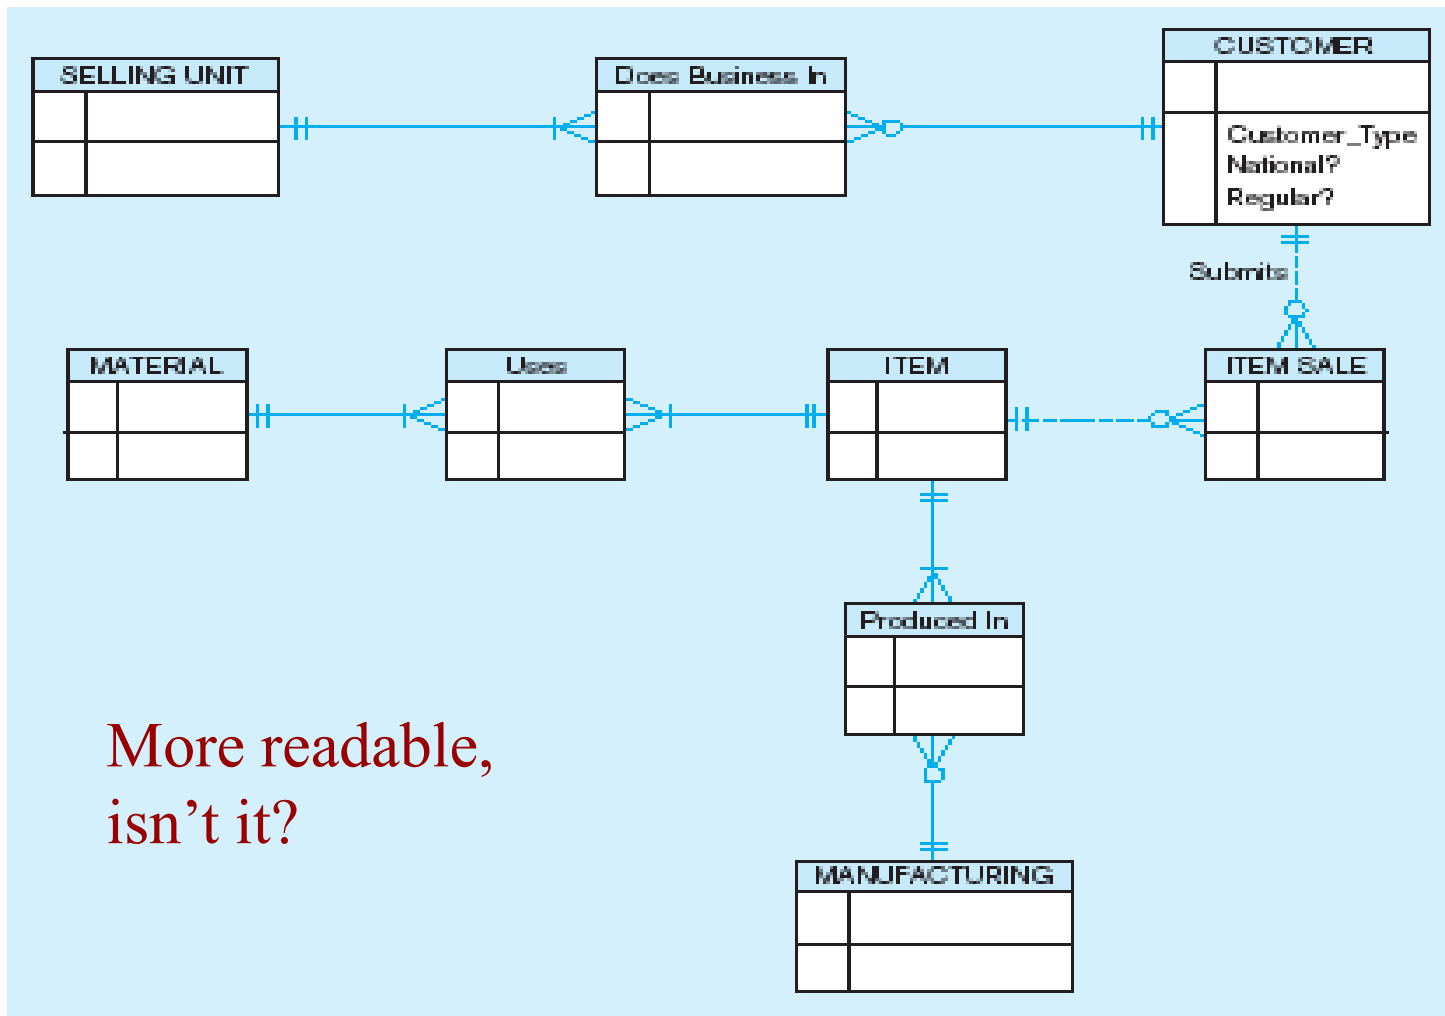 CUSTOMER
SELLING UNIT
Does Business In
Customer_Type
National?
Regular?
Submits
MATERIAL
Uses
ITEM
ITEM SALE
Produced In
More readable,
isn’t it?
MANUFACTURING